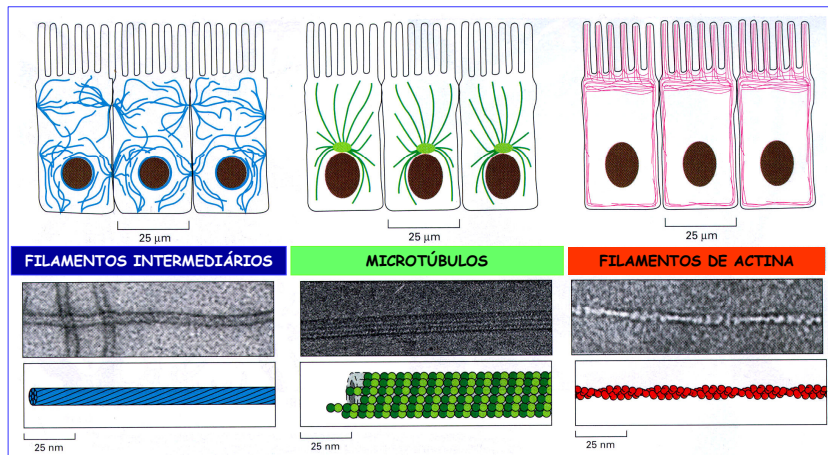 25 µm
25 µm
25 µm
FILAMENTOS INTERMEDIÁRIOS
MICROTÚBULOS
FILAMENTOS DE ACTINA
25 nm
25 nm
25 nm